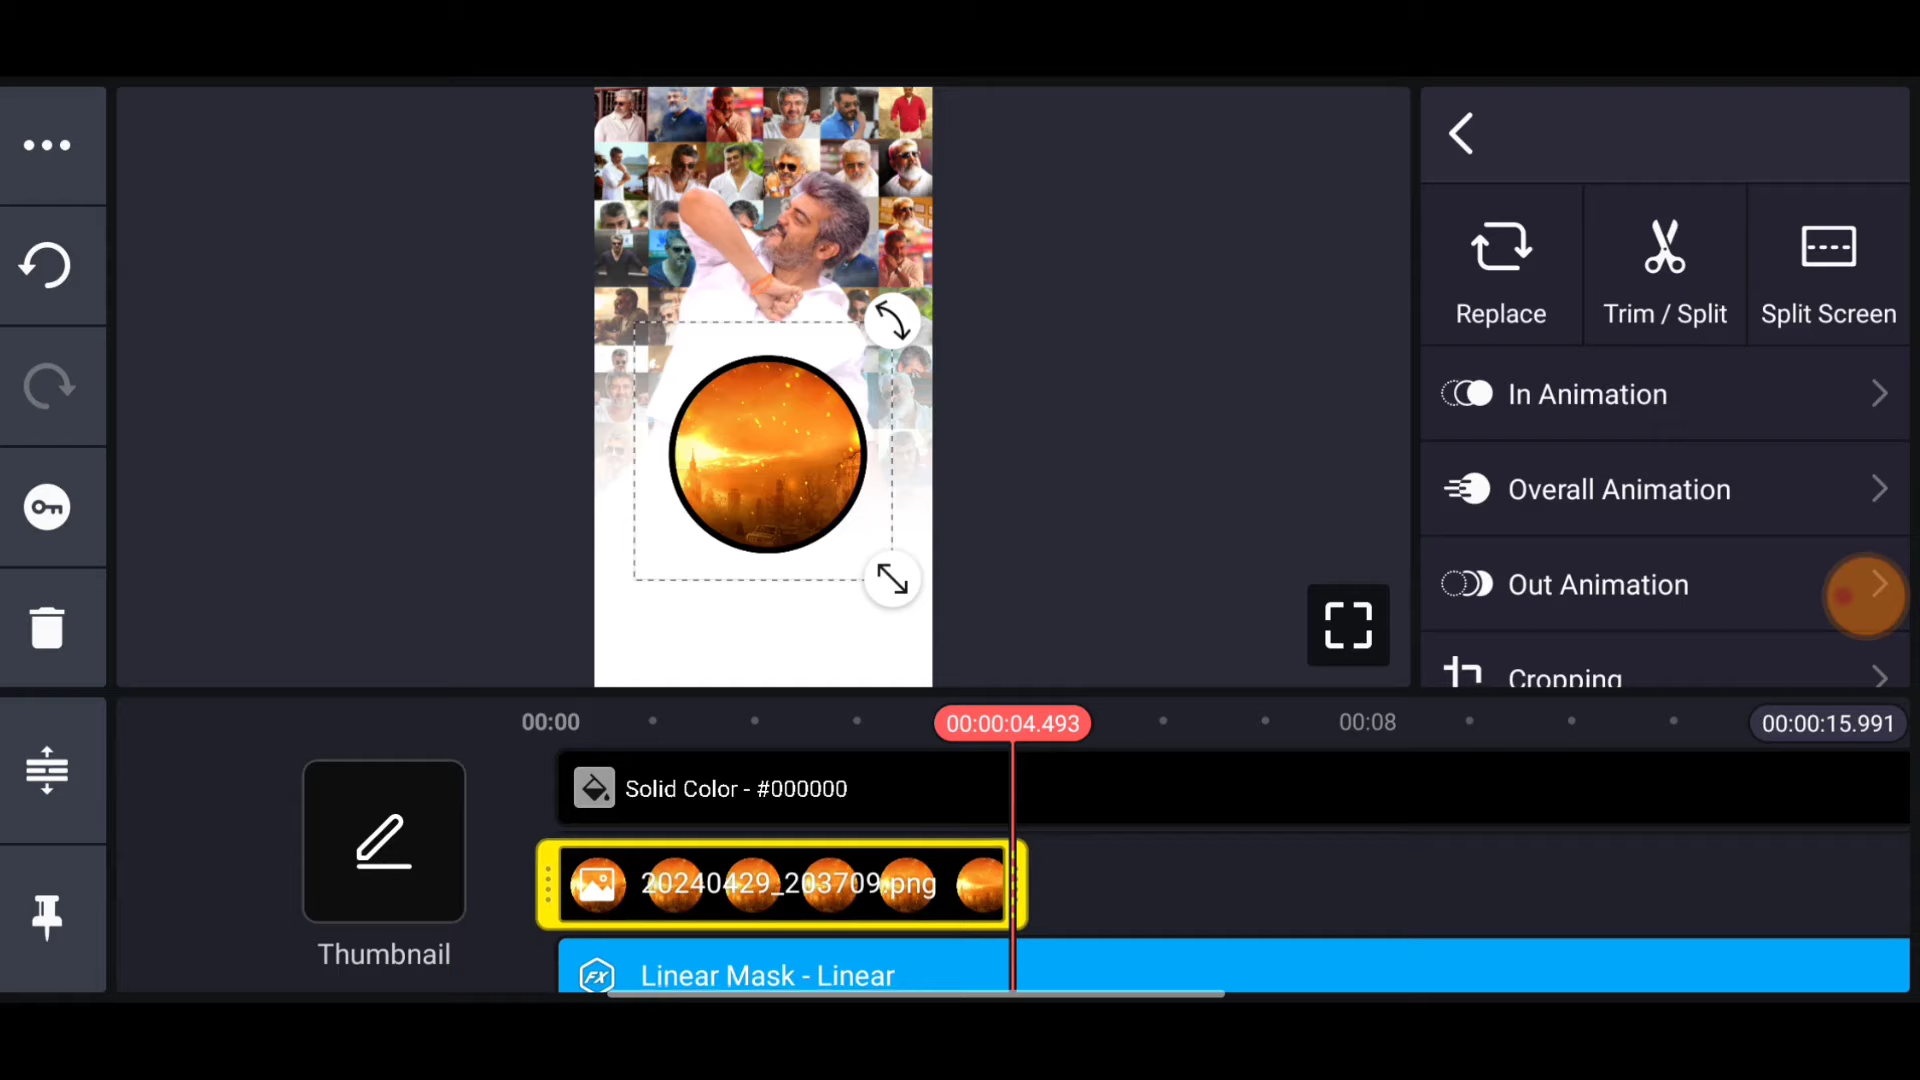 Replace
Trim / Split
Split Screen
In Animation
Overall Animation
Out Animation
Cropping
00:00
00:00:04.493
00:08
00:00:15.991
Solid Color - #000000
20240429_203709.png
Thumbnail
FX
Linear Mask - Linear